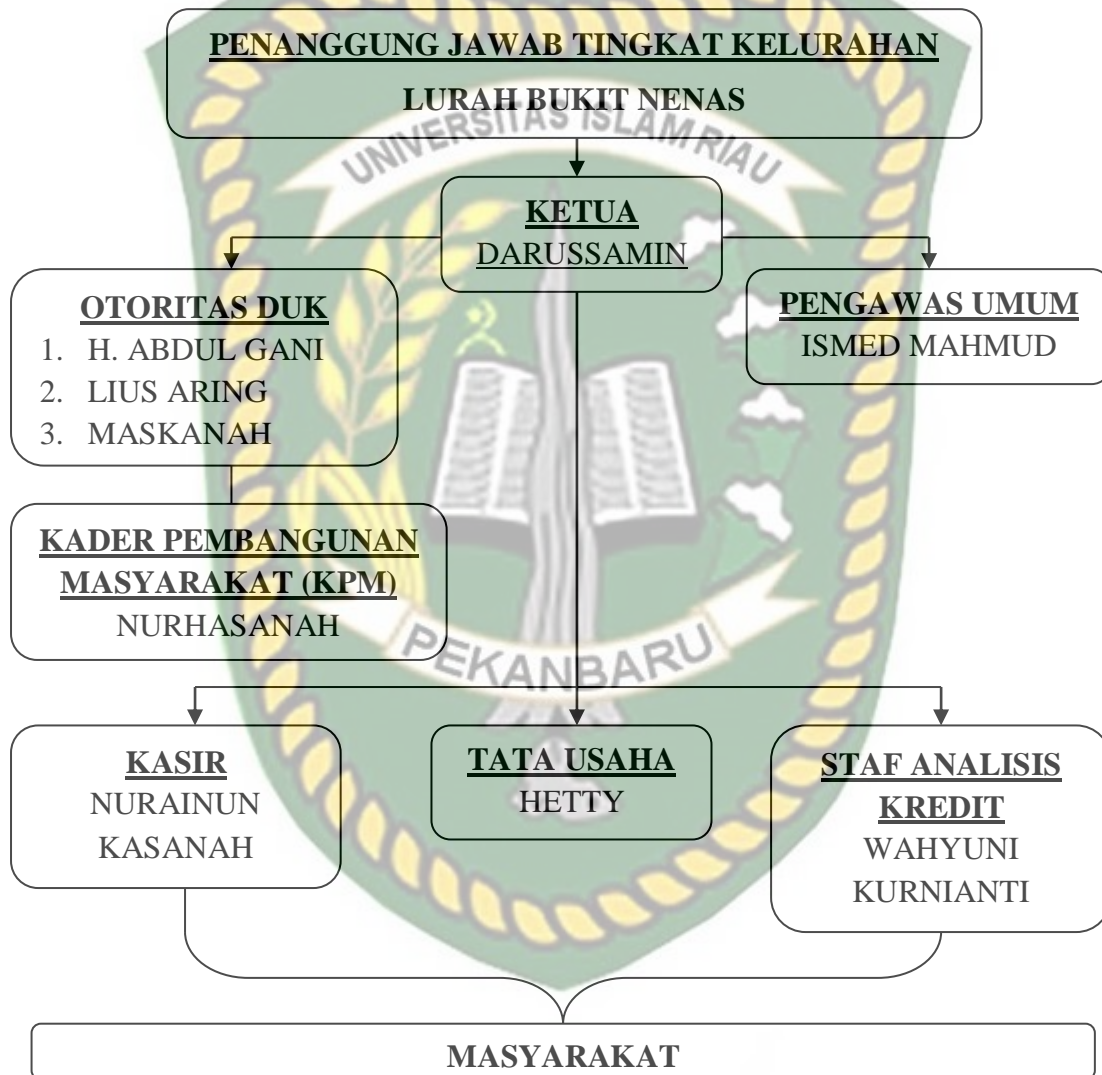 PENANGGUNG JAWAB TINGKAT KELURAHAN
LURAH BUKIT NENAS
UNIVERSITAS ISLAM RIAU
KETUA
DARUSSAMIN
OTORITAS DUK
1. H. ABDUL GANI
2. LIUS ARING
3. MASKANAH
PENGAWAS UMUM
ISMED MAHMUD
KADER PEMBANGUNAN
MASYARAKAT (KPM)
NURHASANAH
PEKANBARU
KASIR
NURAINUN
KASANAH
TATA USAHA
HETTY
STAF ANALISIS
KREDIT
WAHYUNI
KURNIANTI
MASYARAKAT